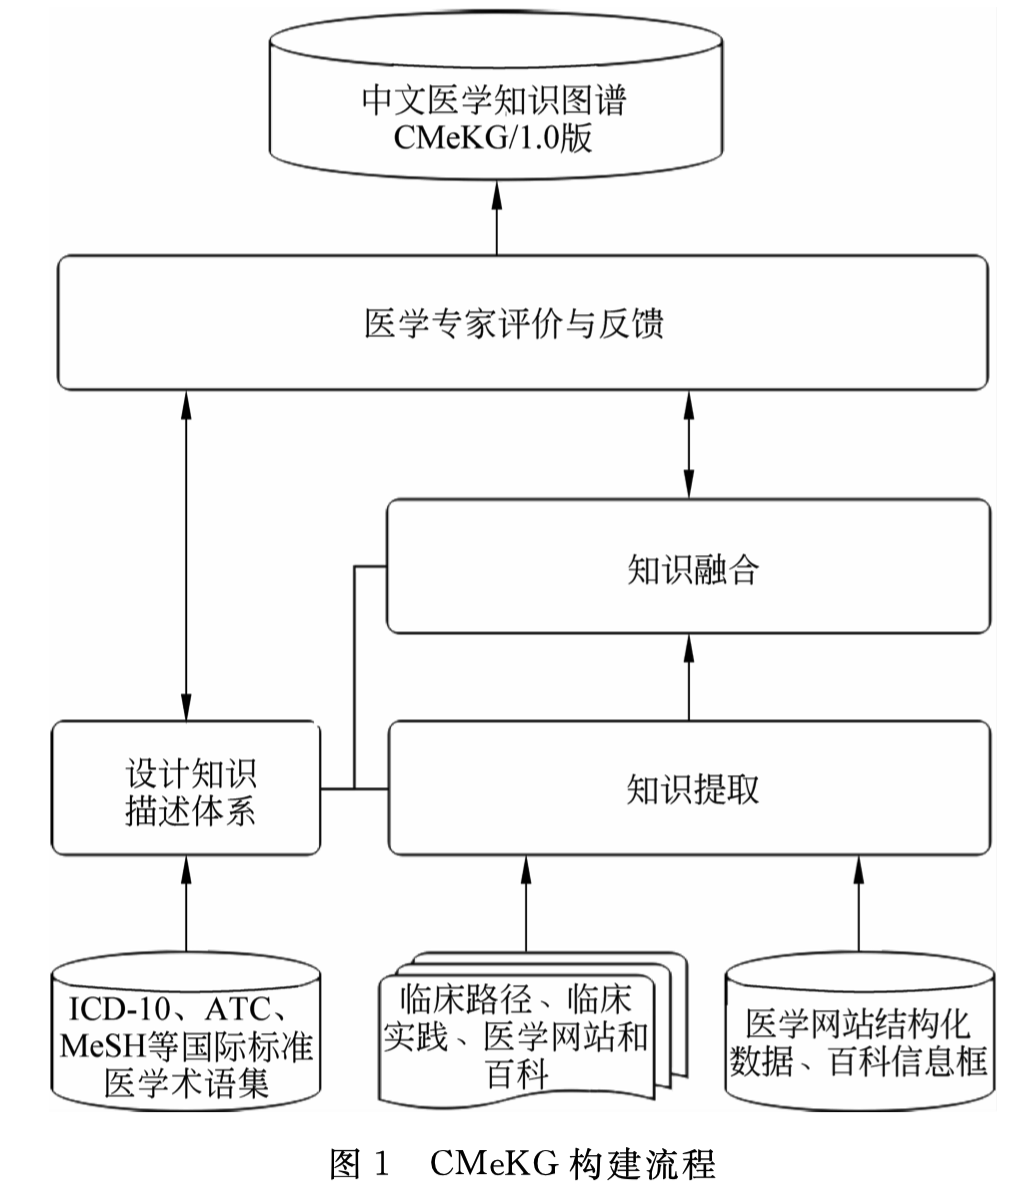 中文医学知识图谱
CMeKG/1.0版
医学专家评价与反馈
知识融合
设计知识
描述体系
知识提取
ICD-10、ATC、
MeSH等国际标准
医学术语集
临床路径、临床
实践、医学网站和
百科
医学网站结构化
数据、百科信息框
图 1 CMeKG 构建流程